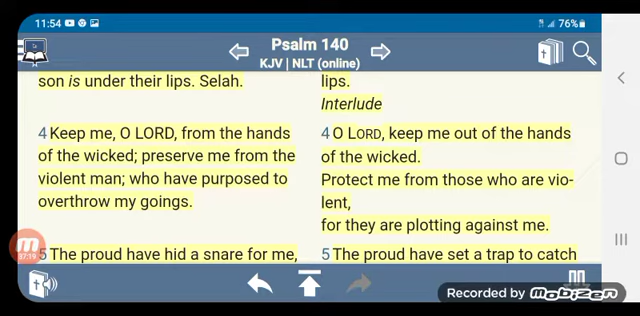 11:54
76%
Psalm 140
KJV | NLT (online)
son is under their lips. Selah.
4 Keep me, O LORD, from the hands
of the wicked; preserve me from the
violent man; who have purposed to
overthrow my goings.
5 The proud have hid a snare for me,
lips.
Interlude
4 O LORD, keep me out of the hands
of the wicked.
Protect me from those who are vio-
lent,
for they are plotting against me.
5 The proud have set a trap to catch
37:19
Recorded by Mobizen